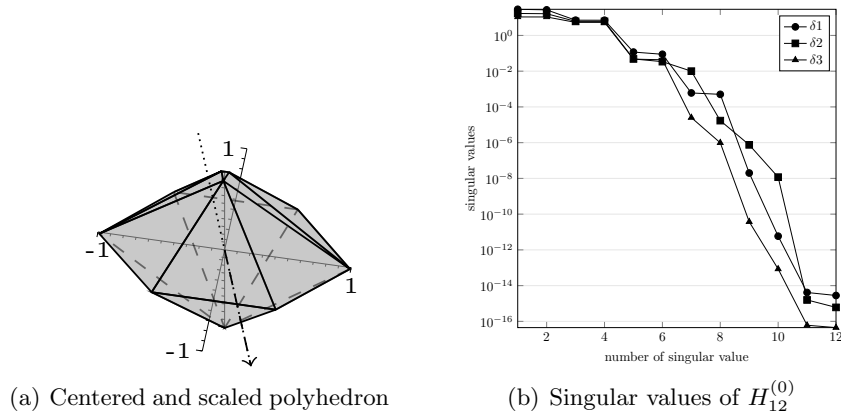 1
-1
1
-1
(a) Centered and scaled polyhedron
δ1
δ2
δ3
10^0
10^-2
10^-4
10^-6
10^-8
10^-10
10^-12
10^-14
10^-16
singular values
2 4 6 8 10 12
number of singular value
(b) Singular values of H_12^(0)